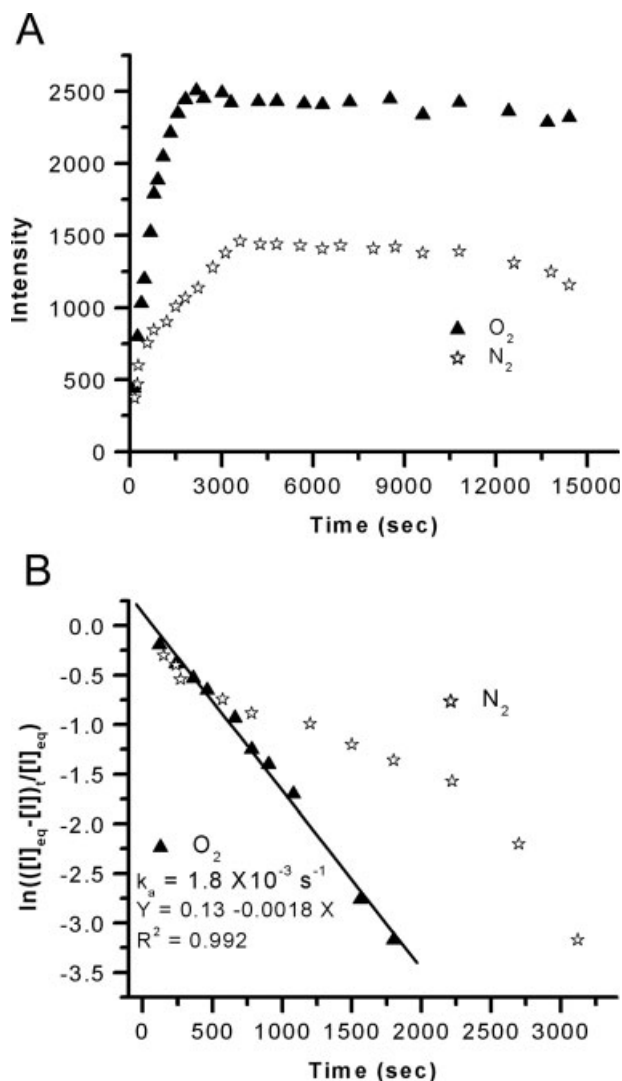 A
Intensity
2500
2000
1500
1000
500
0
▲ O₂
☆ N₂
0 3000 6000 9000 12000 15000
Time (sec)
B
ln(([I]eq-[I])t/[I]eq)
0.0
-0.5
-1.0
-1.5
-2.0
-2.5
-3.0
-3.5
☆ N₂
▲ O₂
kₐ = 1.8 X10⁻³ s⁻¹
Y = 0.13 -0.0018 X
R² = 0.992
0 500 1000 1500 2000 2500 3000
Time (sec)